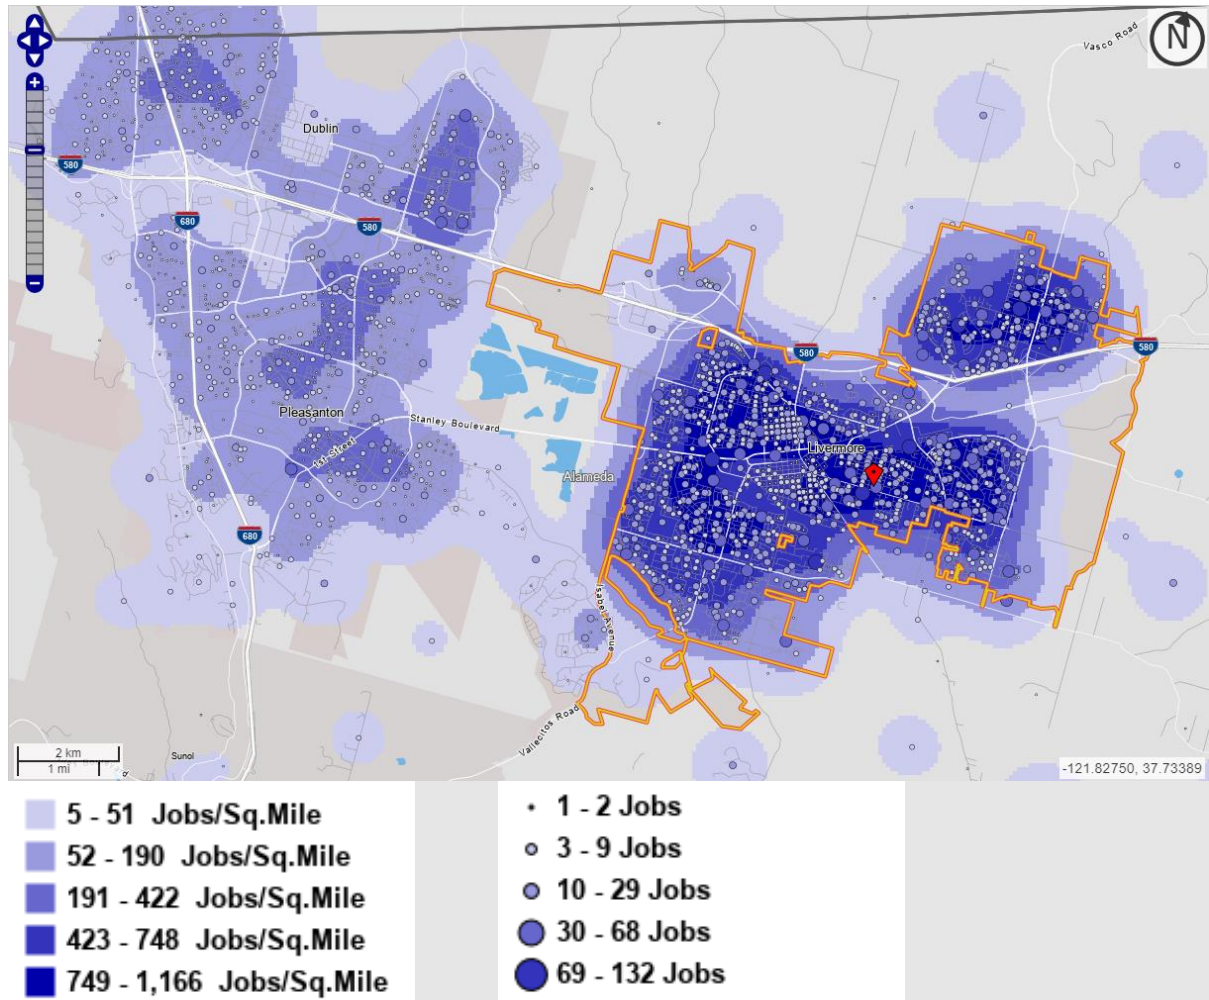 N
Vasco Road
+
Dublin
580
680
580
580
580
Pleasanton
Stanley Boulevard
1st Street
Livermore
Alameda
680
Isabel Avenue
Vallecitos Road
Sunol
2 km
1 mi
-121.82750, 37.73389
5 - 51 Jobs/Sq.Mile
52 - 190 Jobs/Sq.Mile
191 - 422 Jobs/Sq.Mile
423 - 748 Jobs/Sq.Mile
749 - 1,166 Jobs/Sq.Mile
1 - 2 Jobs
3 - 9 Jobs
10 - 29 Jobs
30 - 68 Jobs
69 - 132 Jobs